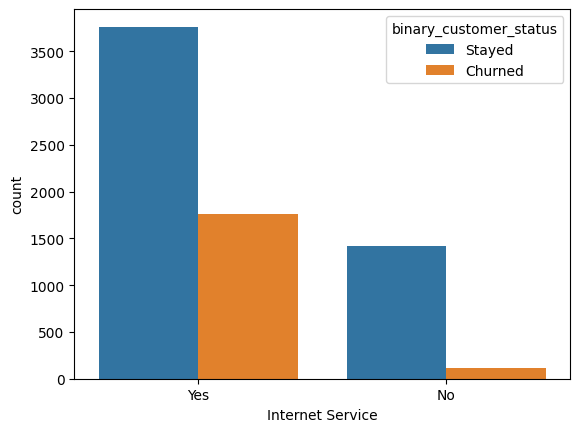 binary_customer_status
Stayed
Churned
count
3500
3000
2500
2000
1500
1000
500
0
Yes
No
Internet Service